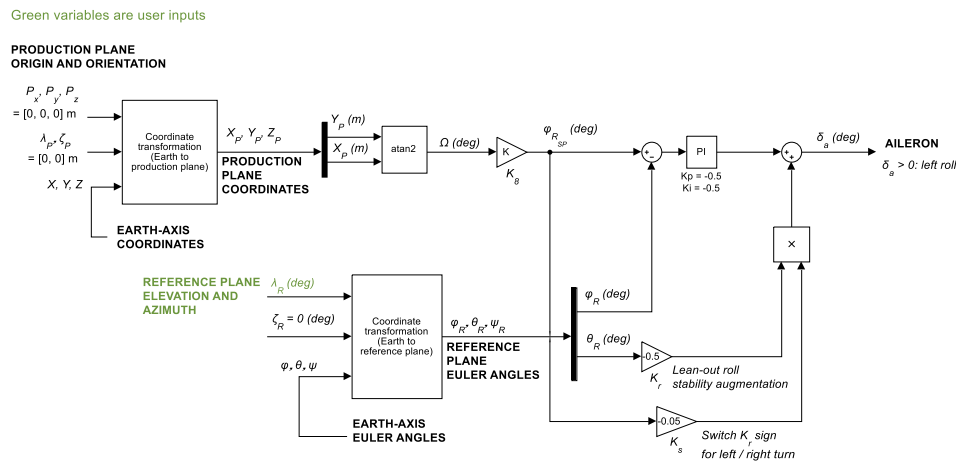 Green variables are user inputs
PRODUCTION PLANE
ORIGIN AND ORIENTATION
Px, Py, Pz
= [0, 0, 0] m
λP, ζP
= [0, 0] m
X, Y, Z
EARTH-AXIS
COORDINATES
Coordinate
transformation
(Earth to
production plane)
XP, YP, ZP
PRODUCTION
PLANE
COORDINATES
YP (m)
XP (m)
atan2
Ω (deg)
K
K8
φRSP (deg)
+
−
PI
Kp = -0.5
Ki = -0.5
+
+
δa (deg)
AILERON
δa > 0: left roll
×
REFERENCE PLANE
ELEVATION AND
AZIMUTH
λR (deg)
ζR = 0 (deg)
φ, θ, ψ
EARTH-AXIS
EULER ANGLES
Coordinate
transformation
(Earth to
reference plane)
φR, θR, ψR
REFERENCE
PLANE
EULER ANGLES
φR (deg)
θR (deg)
-0.5
Kr
Lean-out roll
stability augmentation
-0.05
Ks
Switch Kr sign
for left / right turn